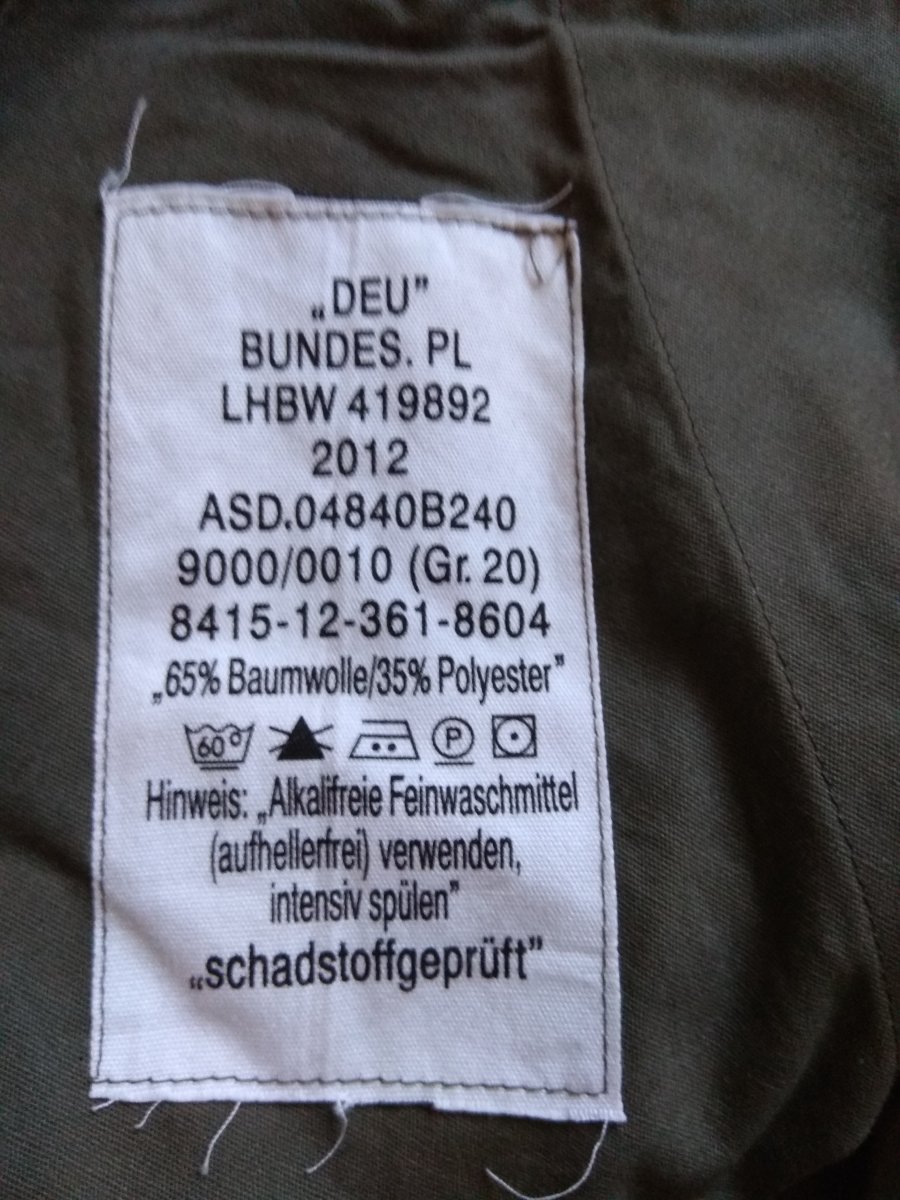 „DEU”
BUNDES. PL
LHBW 419892
2012
ASD.04840B240
9000/0010 (Gr. 20)
8415-12-361-8604
„65% Baumwolle/35% Polyester”
60 P
Hinweis: „Alkalifreie Feinwaschmittel
(aufhellerfrei) verwenden,
intensiv spülen”
„schadstoffgeprüft”